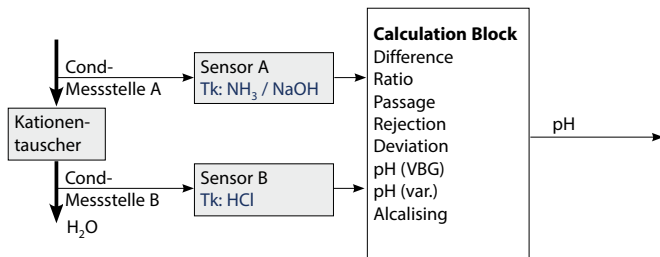 Cond-
Messstelle A
Sensor A
Tk: NH₃ / NaOH
Kationen-
tauscher
Cond-
Messstelle B
H₂O
Sensor B
Tk: HCl
Calculation Block
Difference
Ratio
Passage
Rejection
Deviation
pH (VBG)
pH (var.)
Alcalising
pH